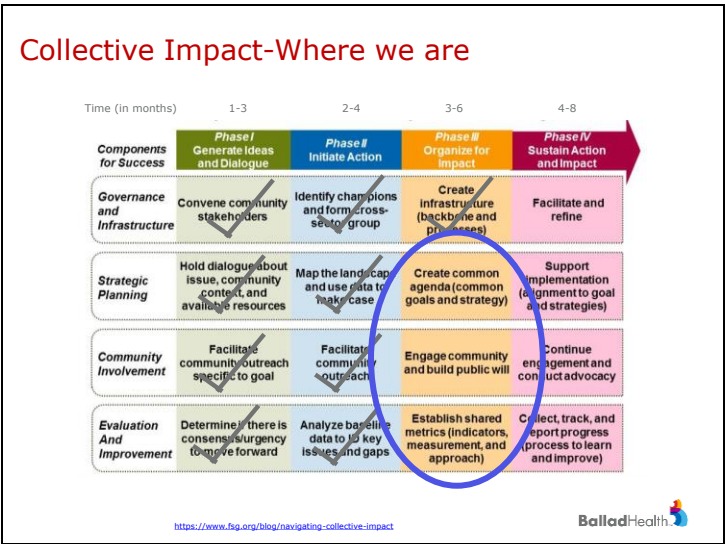 Collective Impact-Where we are
Time (in months) 1-3 2-4 3-6 4-8
Components
for Success
Phase I
Generate Ideas
and Dialogue
Phase II
Initiate Action
Phase III
Organize for
Impact
Phase IV
Sustain Action
and Impact
Governance
and
Infrastructure
Convene community
stakeholders
Identify champions
and form cross-
sector group
Create
infrastructure
(backbone and
processes)
Facilitate and
refine
Strategic
Planning
Hold dialogue about
issue, community
context, and
available resources
Map the landscape
and use data to
make case
Create common
agenda (common
goals and strategy)
Support
implementation
(alignment to goal
and strategies)
Community
Involvement
Facilitate
community outreach
specific to goal
Facilitate
community
outreach
Engage community
and build public will
Continue
engagement and
conduct advocacy
Evaluation
And
Improvement
Determine if there is
consensus/urgency
to move forward
Analyze baseline
data to ID key
issues and gaps
Establish shared
metrics (indicators,
measurement, and
approach)
Collect, track, and
report progress
(process to learn
and improve)
https://www.fsg.org/blog/navigating-collective-impact
BalladHealth